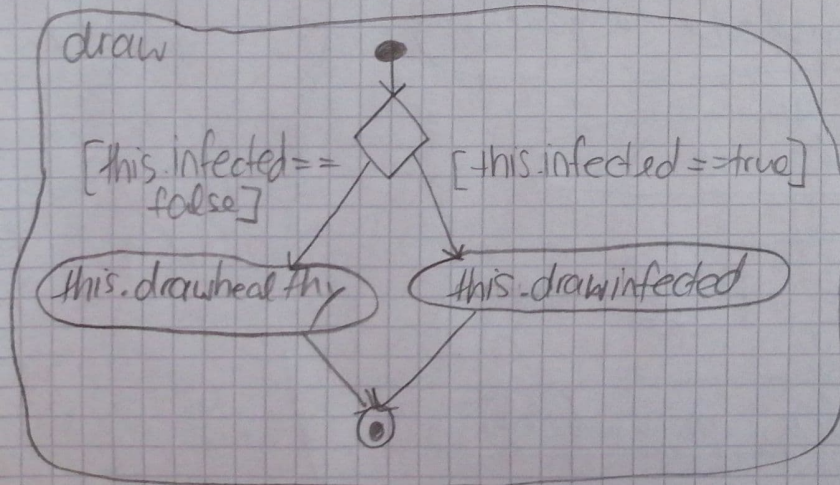 draw
[this.infected==
false]
[this.infected==true]
this.drawhealthy
this.drawinfected